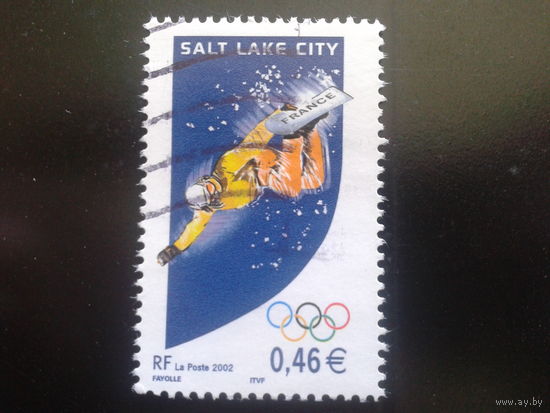 SALT LAKE CITY
FRANCE
RF La Poste 2002 0,46€
FAYOLLE ITVF
www.ay.by